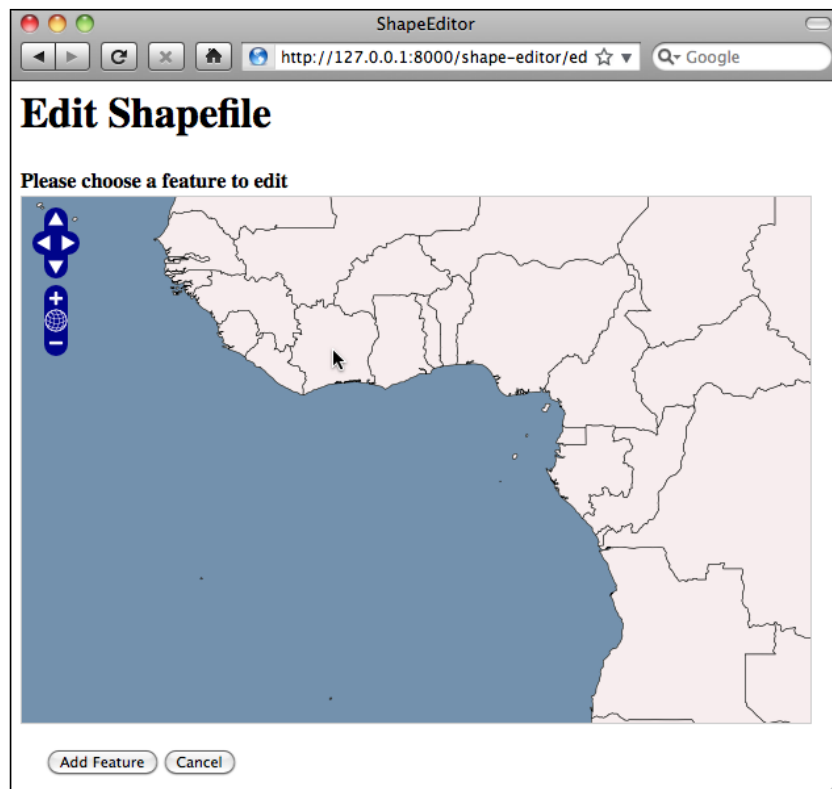 ShapeEditor
http://127.0.0.1:8000/shape-editor/ed
Google
Edit Shapefile
Please choose a feature to edit
Add Feature
Cancel